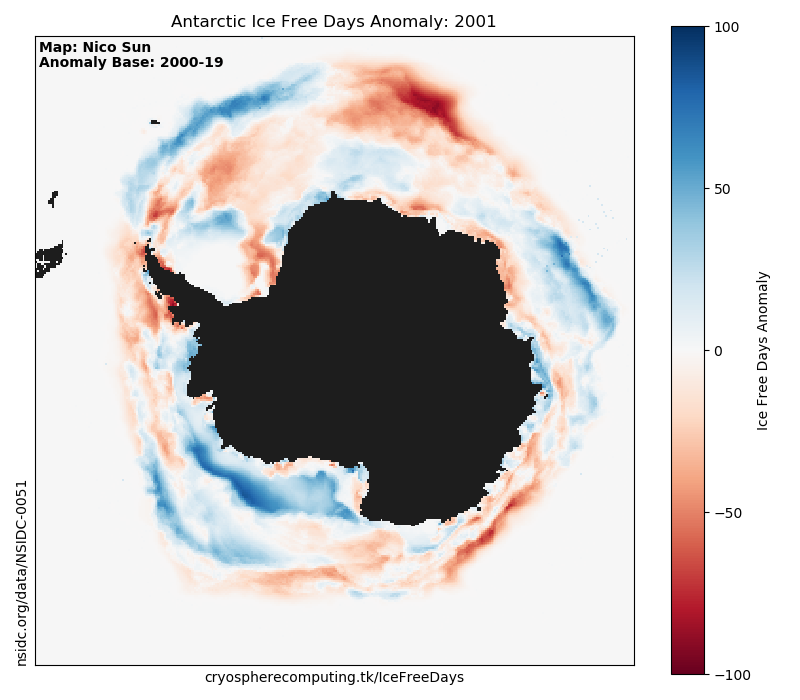 Antarctic Ice Free Days Anomaly: 2001
Map: Nico Sun
Anomaly Base: 2000-19
100
50
0
−50
−100
Ice Free Days Anomaly
nsidc.org/data/NSIDC-0051
cryospherecomputing.tk/IceFreeDays